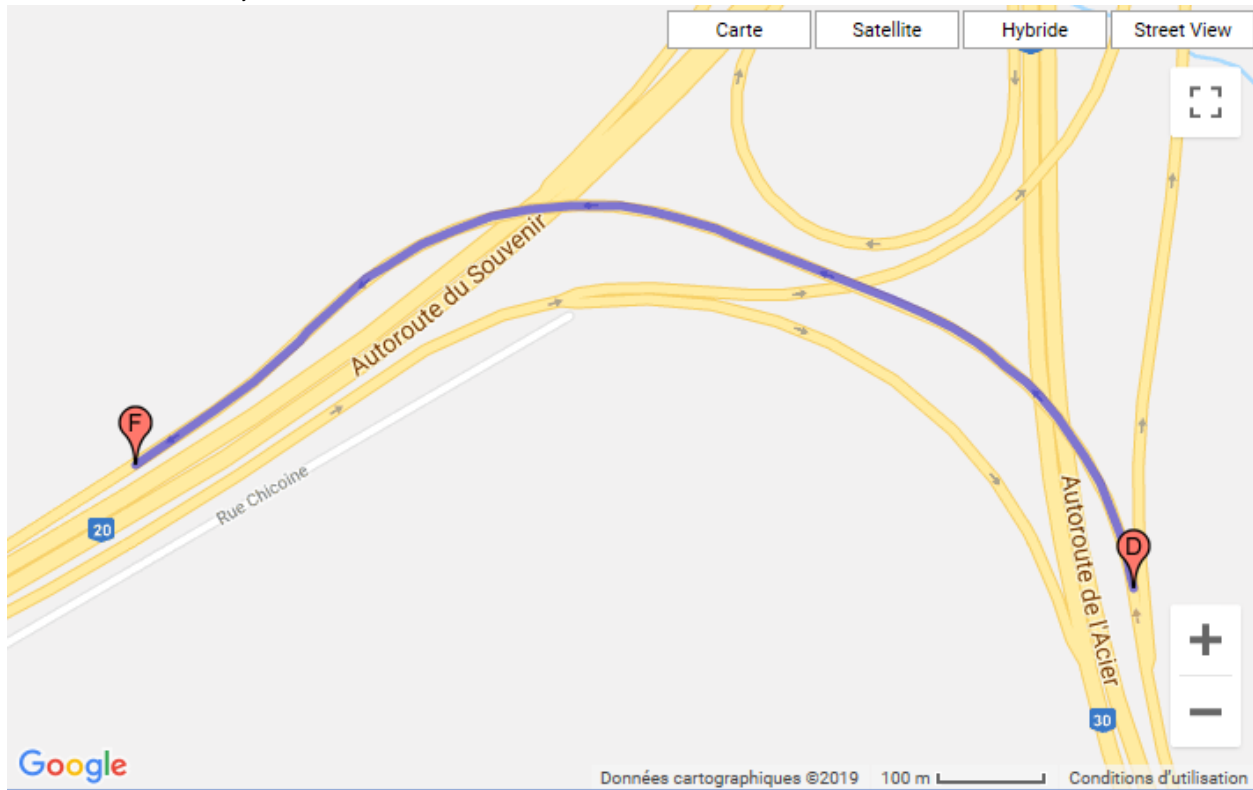 Carte
Satellite
Hybride
Street View
Autoroute du Souvenir
F
Rue Chicoine
20
D
Autoroute de l'Acier
30
Google
Données cartographiques ©2019
100 m
Conditions d'utilisation